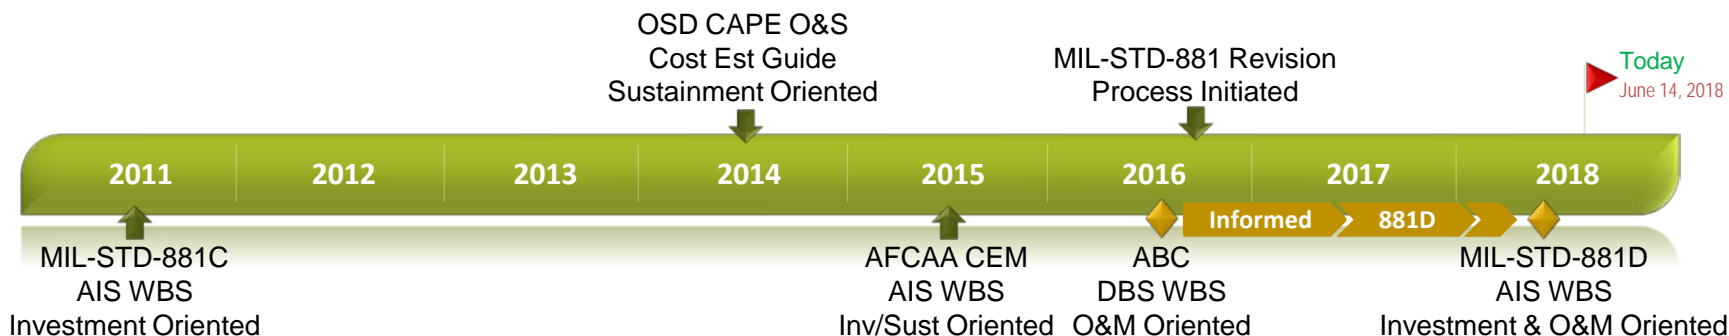 OSD CAPE O&S
Cost Est Guide
Sustainment Oriented
MIL-STD-881 Revision
Process Initiated
Today
June 14, 2018
2011
2012
2013
2014
2015
2016
2017
2018
Informed
881D
MIL-STD-881C
AIS WBS
Investment Oriented
AFCAA CEM
AIS WBS
Inv/Sust Oriented
ABC
DBS WBS
O&M Oriented
MIL-STD-881D
AIS WBS
Investment & O&M Oriented